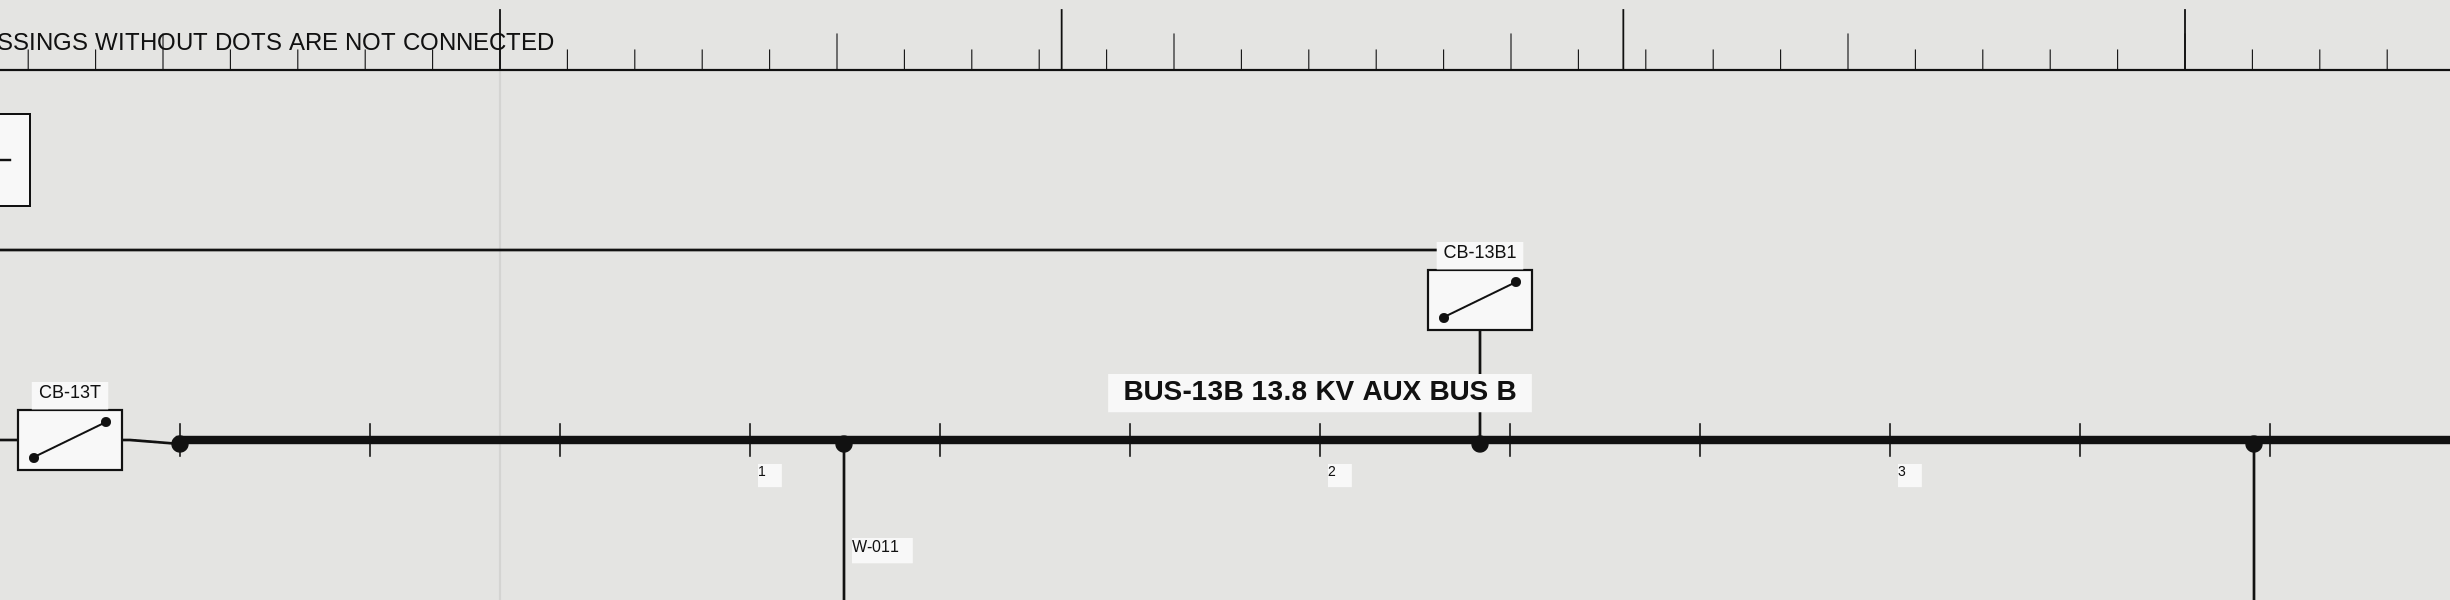 SSINGS WITHOUT DOTS ARE NOT CONNECTED
CB-13B1
CB-13T
BUS-13B 13.8 KV AUX BUS B
1
2
3
W-011